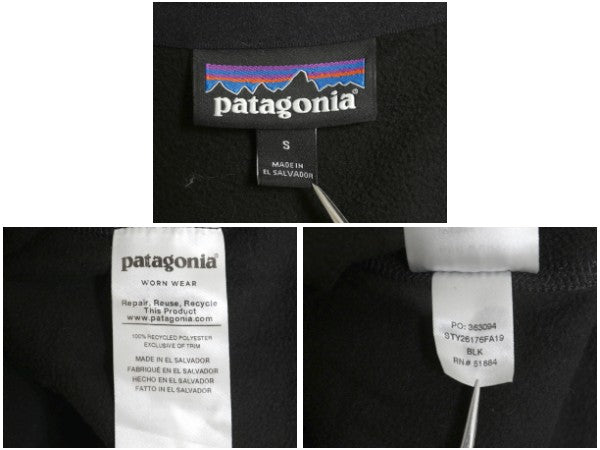 patagonia®
S
MADE IN
EL SALVADOR
patagonia®
WORN WEAR
Repair, Reuse, Recycle
This Product
www.patagonia.com
100% RECYCLED POLYESTER
EXCLUSIVE OF TRIM
MADE IN EL SALVADOR
FABRIQUÉ EN EL SALVADOR
HECHO EN EL SALVADOR
FATTO IN EL SALVADOR
PO: 363094
STY26176FA19
BLK
RN# 51884